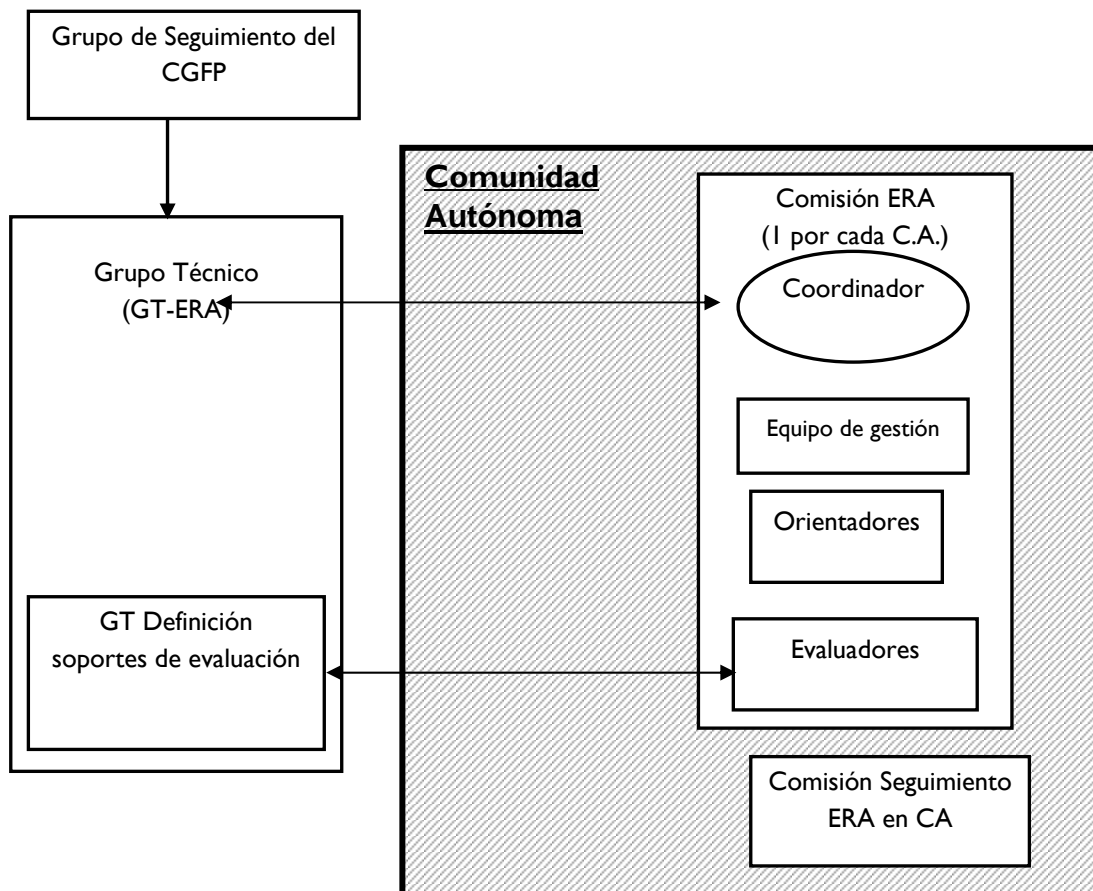 Grupo de Seguimiento del
CGFP
Comunidad
Autónoma
Comisión ERA
(1 por cada C.A.)
Coordinador
Grupo Técnico
(GT-ERA)
Equipo de gestión
Orientadores
GT Definición
soportes de evaluación
Evaluadores
Comisión Seguimiento
ERA en CA